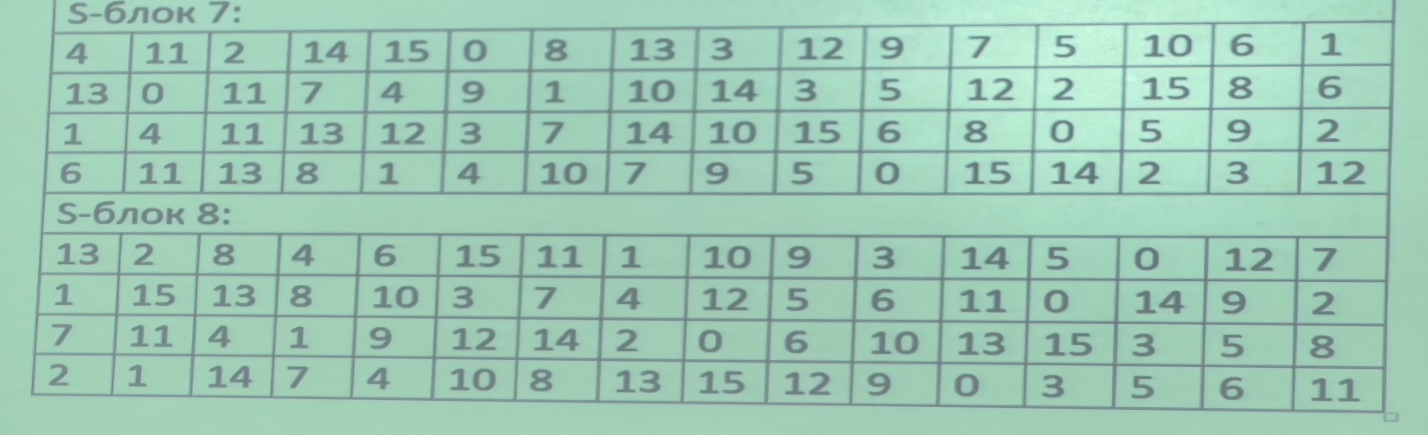 S-блок 7:
4 11 2 14 15 0 8 13 3 12 9 7 5 10 6 1
13 0 11 7 4 9 1 10 14 3 5 12 2 15 8 6
1 4 11 13 12 3 7 14 10 15 6 8 0 5 9 2
6 11 13 8 1 4 10 7 9 5 0 15 14 2 3 12
S-блок 8:
13 2 8 4 6 15 11 1 10 9 3 14 5 0 12 7
1 15 13 8 10 3 7 4 12 5 6 11 0 14 9 2
7 11 4 1 9 12 14 2 0 6 10 13 15 3 5 8
2 1 14 7 4 10 8 13 15 12 9 0 3 5 6 11